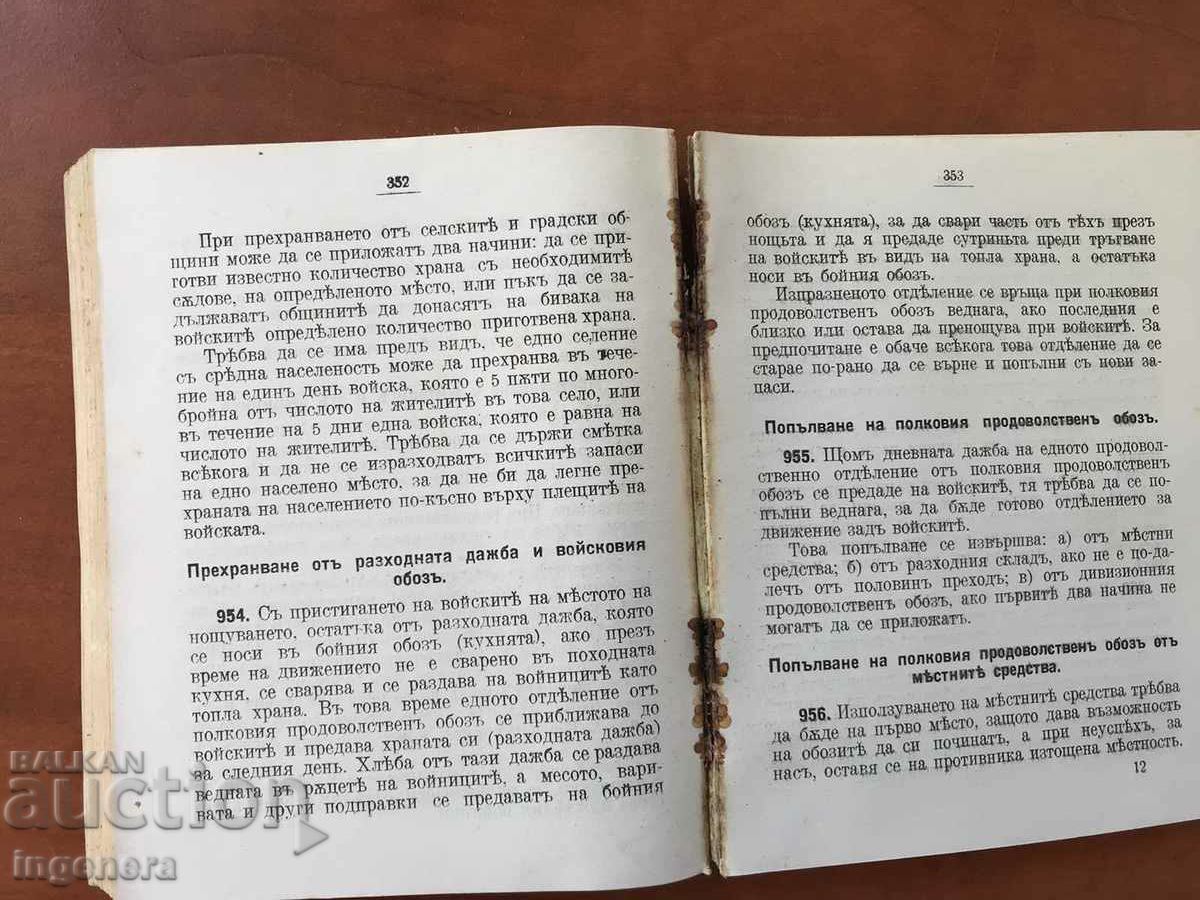 352
При прехранването отъ селскитѣ и градски об-
щини може да се приложатъ два начини: да се при-
готви известно количество храна съ необходимитѣ
сѫдове, на опредѣленото мѣсто, или пъкъ да се за-
дължаватъ общинитѣ да донасятъ на бивака на
войскитѣ опредѣлено количество приготвена храна.
Трѣбва да се има предъ видъ, че едно селение
съ срѣдна населеность може да прехранва въ тече-
ние на единъ день войска, която е 5 пѫти по много-
бройна отъ числото на жителитѣ въ това село, или
въ течение на 5 дни една войска, която е равна на
числото на жителитѣ. Трѣбва да се държи смѣтка
всѣкога и да не се изразходватъ всичкитѣ запаси
на едно населено мѣсто, за да не би да легне пре-
храната на населението по-късно върху плещитѣ на
войската.
Прехранване отъ разходната дажба и войсковия
обозъ.
954. Съ пристигането на войскитѣ на мѣстото на
нощуването, остатъка отъ разходната дажба, която
се носи въ бойния обозъ (кухнята), ако презъ
време на движението не е сварено въ походната
кухня, се сварява и се раздава на войницитѣ като
топла храна. Въ това време едното отдѣление отъ
полковия продоволственъ обозъ се приближава до
войскитѣ и предава храната си (разходната дажба)
за следния день. Хлѣба отъ тази дажба се раздава
веднага въ рѫцетѣ на войницитѣ, а месото, вари-
вата и други подправки се предаватъ на бойния
353
обозъ (кухнята), за да свари часть отъ тѣхъ презъ
нощьта и да я предаде сутриньта преди тръгване
на войскитѣ въ видъ на топла храна, а остатъка
носи въ бойния обозъ.
Изпразненото отдѣление се връща при полковия
продоволственъ обозъ веднага, ако последния е
близко или остава да пренощува при войскитѣ. За
предпочитане е обаче всѣкога това отдѣление да се
старае по-рано да се върне и попълни съ нови за-
паси.
Попълване на полковия продоволственъ обозъ.
955. Щомъ дневната дажба на едното продовол-
ственно отдѣление отъ полковия продоволственъ
обозъ се предаде на войскитѣ, тя трѣбва да се по-
пълни веднага, за да бѫде готово отдѣлението за
движение задъ войскитѣ.
Това попълване се извършва: а) отъ мѣстни
средства; б) отъ разходния складъ, ако не е по-да-
лечъ отъ половинъ преходъ; в) отъ дивизионния
продоволственъ обозъ, ако първитѣ два начина не
могатъ да се приложатъ.
Попълване на полковия продоволственъ обозъ отъ
мѣстнитѣ средства.
956. Използуването на мѣстнитѣ средства трѣбва
да бѫде на първо мѣсто, защото дава възможность
на обозитѣ да си починатъ, а при неуспѣхъ, за
насъ, оставя се на противника изтощена мѣстность.
12
BALKAN
auction
ingenera